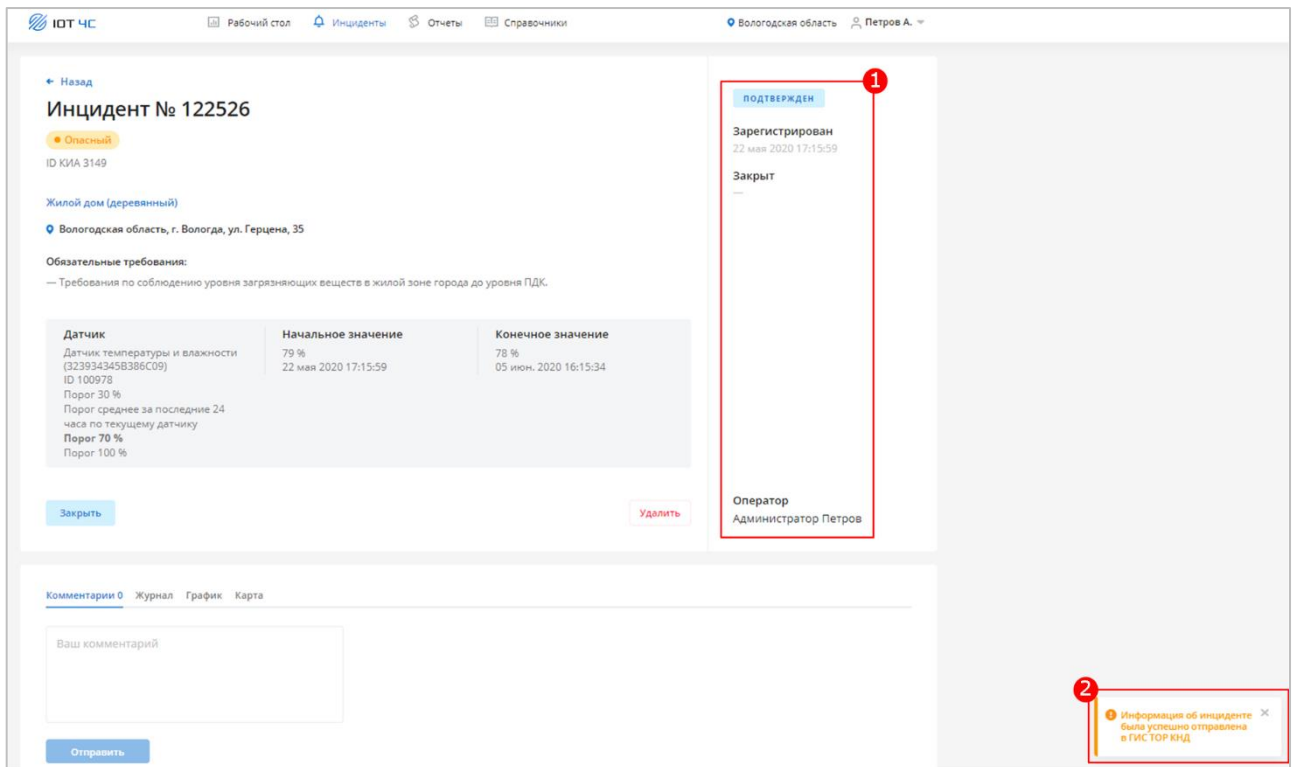 ЮТ ЧС
Рабочий стол
Инциденты
Отчеты
Справочники
Вологодская область
Петров А.
← Назад
Инцидент № 122526
Опасный
ID КИА 3149
Жилой дом (деревянный)
Вологодская область, г. Вологда, ул. Герцена, 35
Обязательные требования:
— Требования по соблюдению уровня загрязняющих веществ в жилой зоне города до уровня ПДК.
Датчик
Датчик температуры и влажности
(323934345B386C09)
ID 100978
Порог 30 %
Порог среднее за последние 24
часа по текущему датчику
Порог 70 %
Порог 100 %
Начальное значение
79 %
22 мая 2020 17:15:59
Конечное значение
78 %
05 июн. 2020 16:15:34
Закрыть
Удалить
1
ПОДТВЕРЖДЕН
Зарегистрирован
22 мая 2020 17:15:59
Закрыт
—
Оператор
Администратор Петров
Комментарии 0
Журнал
График
Карта
Ваш комментарий
Отправить
2
Информация об инциденте
была успешно отправлена
в ГИС ТОР КНД